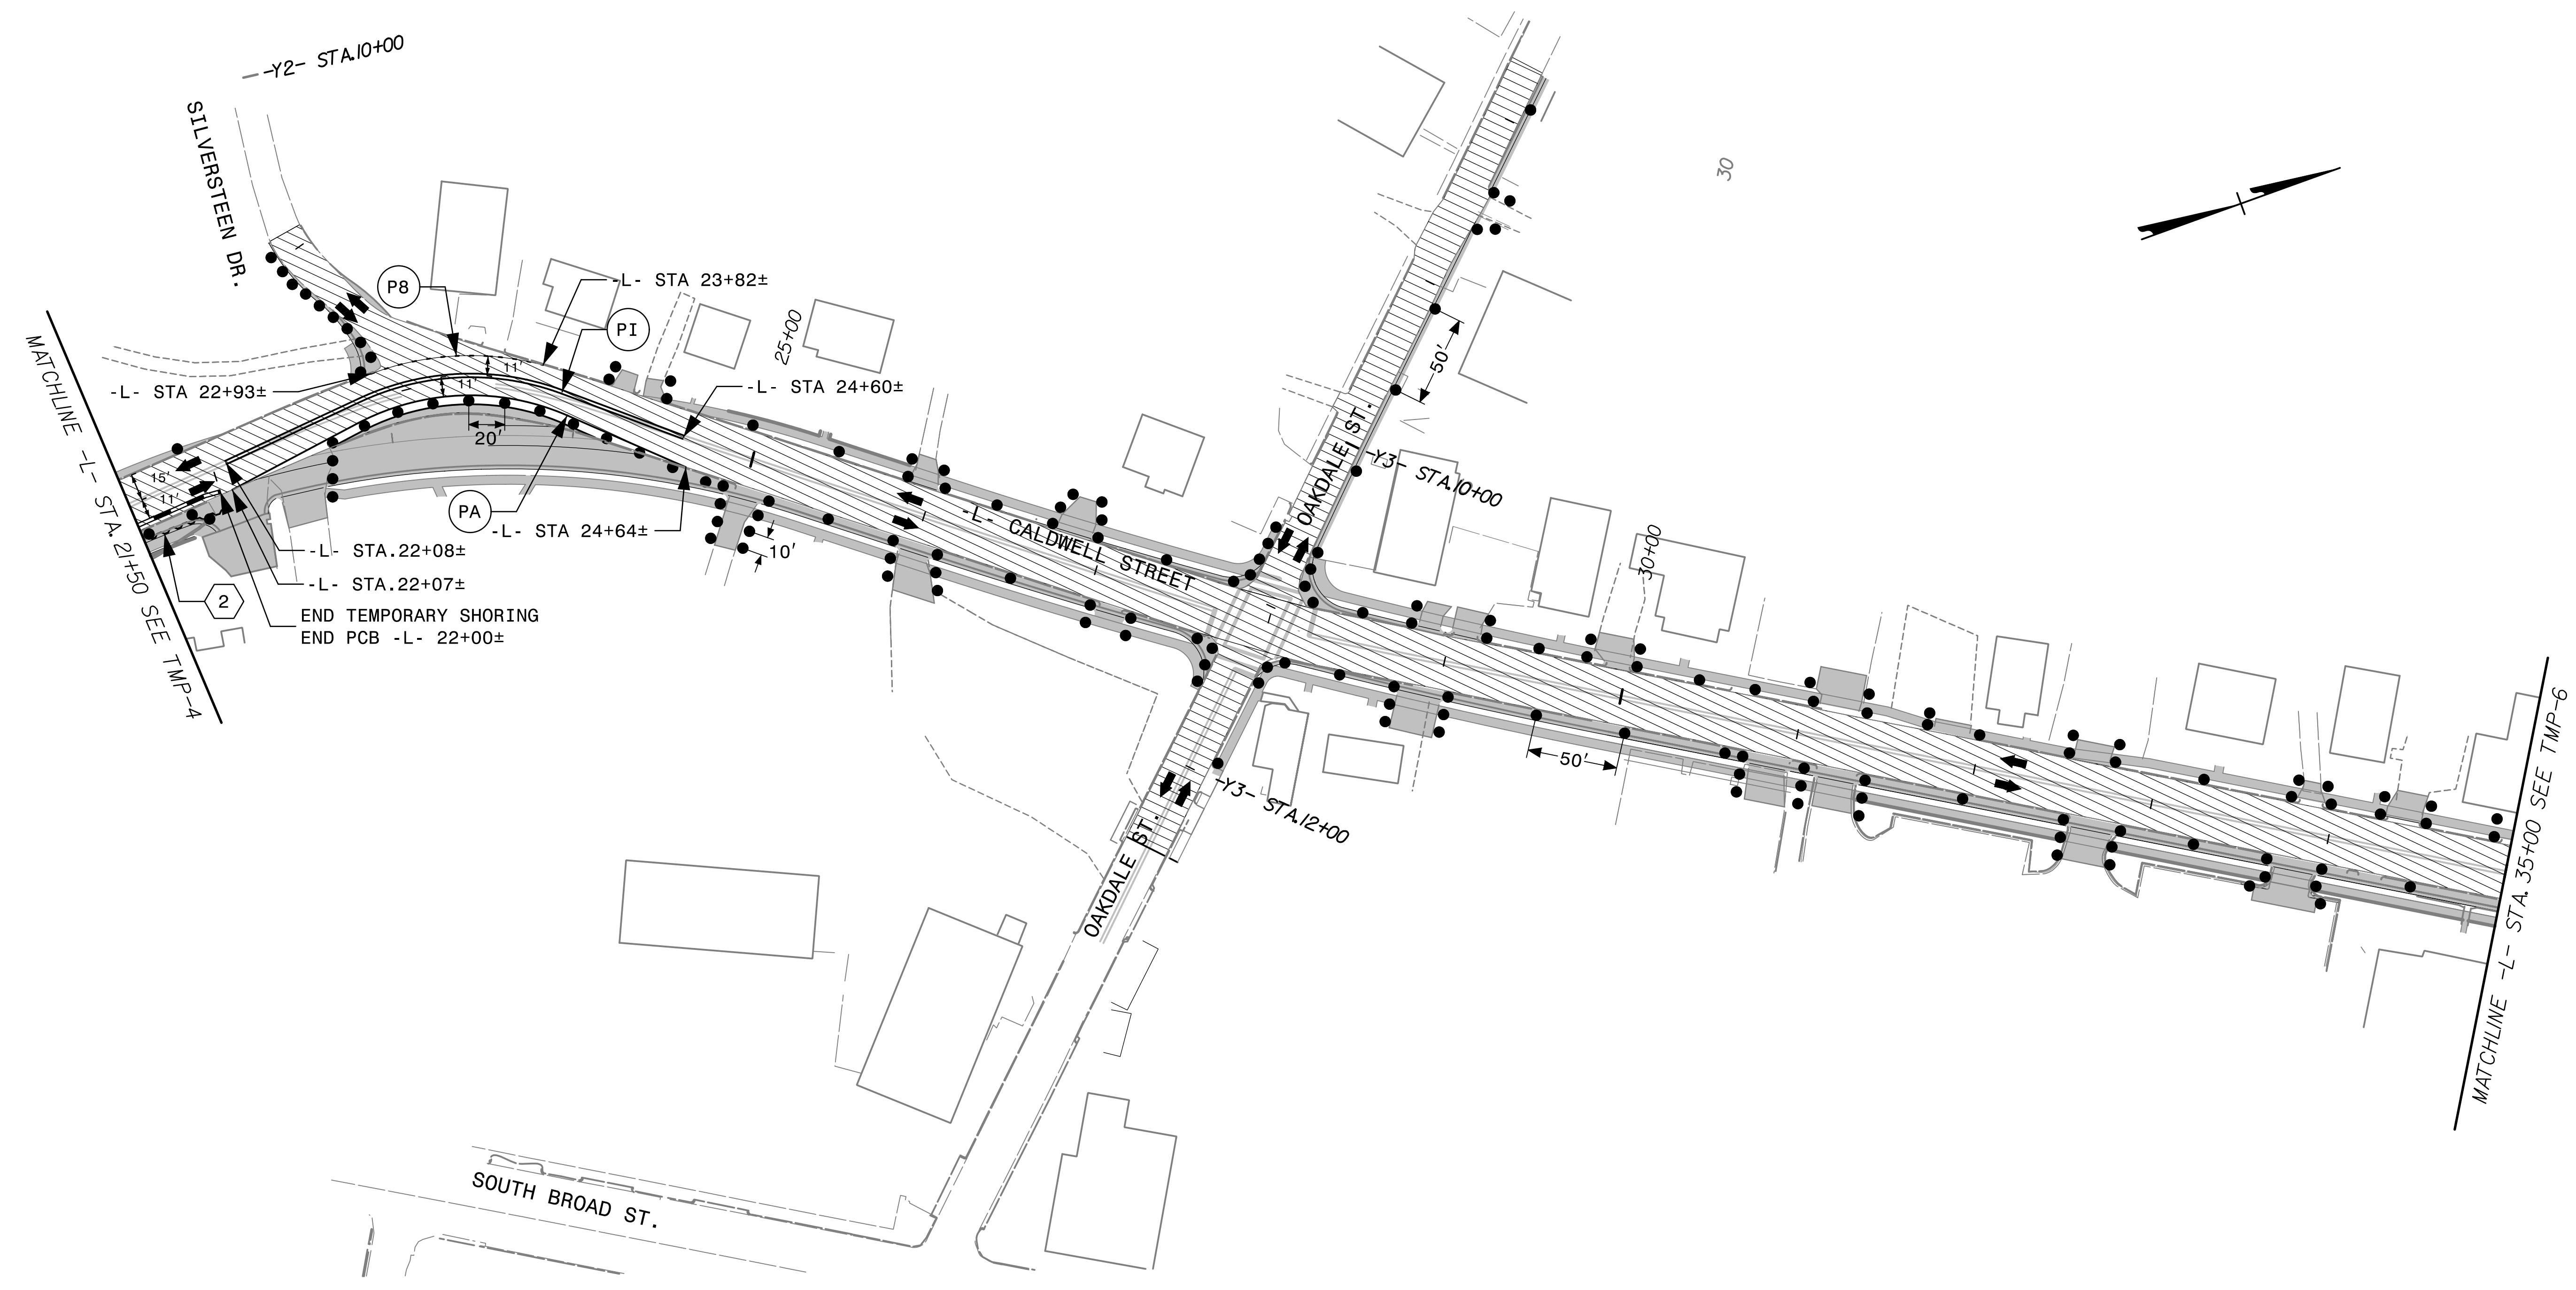 -Y2- STA.10+00
SILVERSTEEN DR.
30
P8
-L- STA 23+82±
PI
25+00
-L- STA 22+93±
11'
11'
-L- STA 24+60±
20'
50'
MATCHLINE -L- STA. 21+50 SEE TMP-4
15'
11'
PA
-L- STA 24+64±
10'
-L- STA.22+08±
-L- STA.22+07±
2
END TEMPORARY SHORING
END PCB -L- 22+00±
-L- CALDWELL STREET
OAKDALE ST.
-Y3- STA.10+00
30+00
50'
-Y3- STA.12+00
OAKDALE ST.
MATCHLINE -L- STA. 35+00 SEE TMP-6
SOUTH BROAD ST.